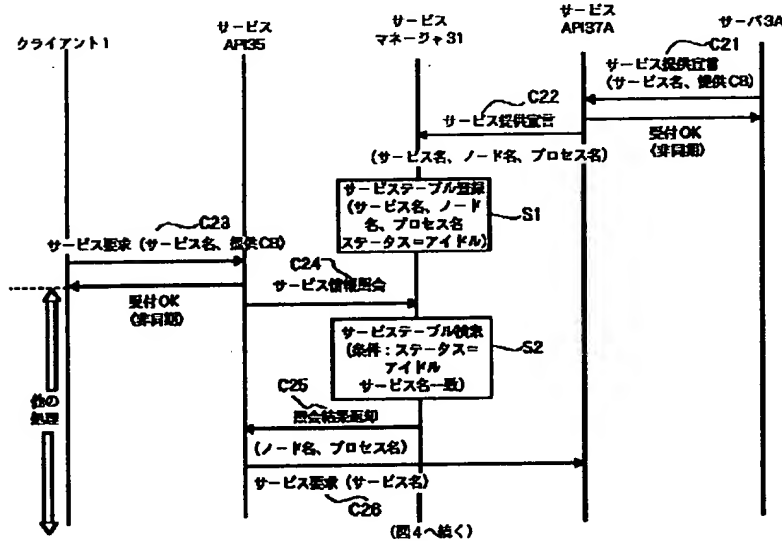 クライアント1
サービス
API35
サービス
マネージャ31
サービス
API37A
サーバ3A
C21
サービス提供宣言
(サービス名、提供CB)
C22
サービス提供宣言
受付OK
(非同期)
(サービス名、ノード名、プロセス名)
サービステーブル登録
(サービス名、ノード
名、プロセス名
ステータス=アイドル)
S1
C23
サービス要求(サービス名、提供CB)
C24
サービス情報照会
受付OK
(非同期)
サービステーブル検索
(条件:ステータス=
アイドル
サービス名一致)
S2
他の
処理
C25
照会結果返却
(ノード名、プロセス名)
サービス要求(サービス名)
C26
(図4へ続く)